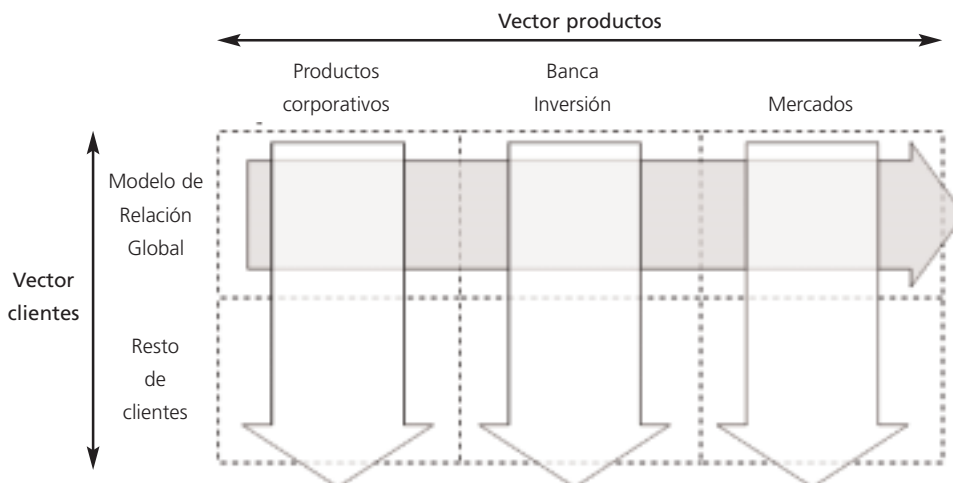 Vector productos
Productos
corporativos
Banca
Inversión
Mercados
Modelo de
Relación
Global
Vector
clientes
Resto
de
clientes